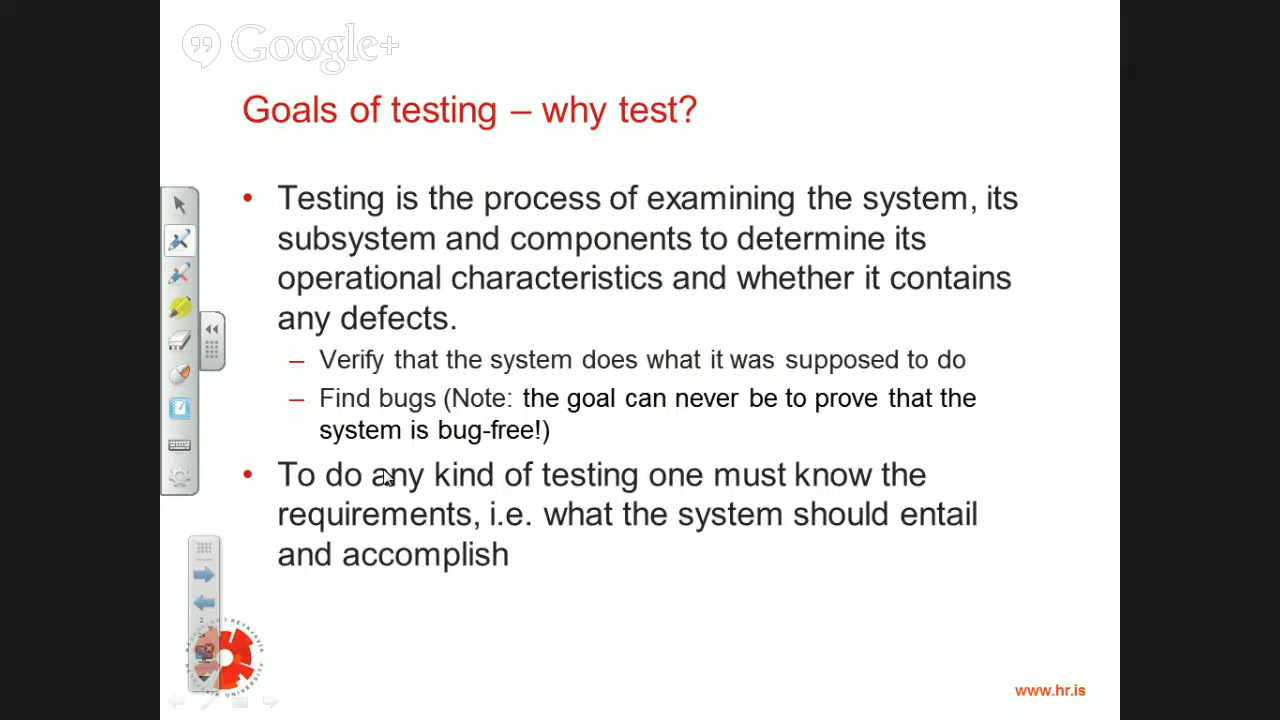 Google+
Goals of testing – why test?
• Testing is the process of examining the system, its
subsystem and components to determine its
operational characteristics and whether it contains
any defects.
– Verify that the system does what it was supposed to do
– Find bugs (Note: the goal can never be to prove that the
system is bug-free!)
• To do any kind of testing one must know the
requirements, i.e. what the system should entail
and accomplish
www.hr.is